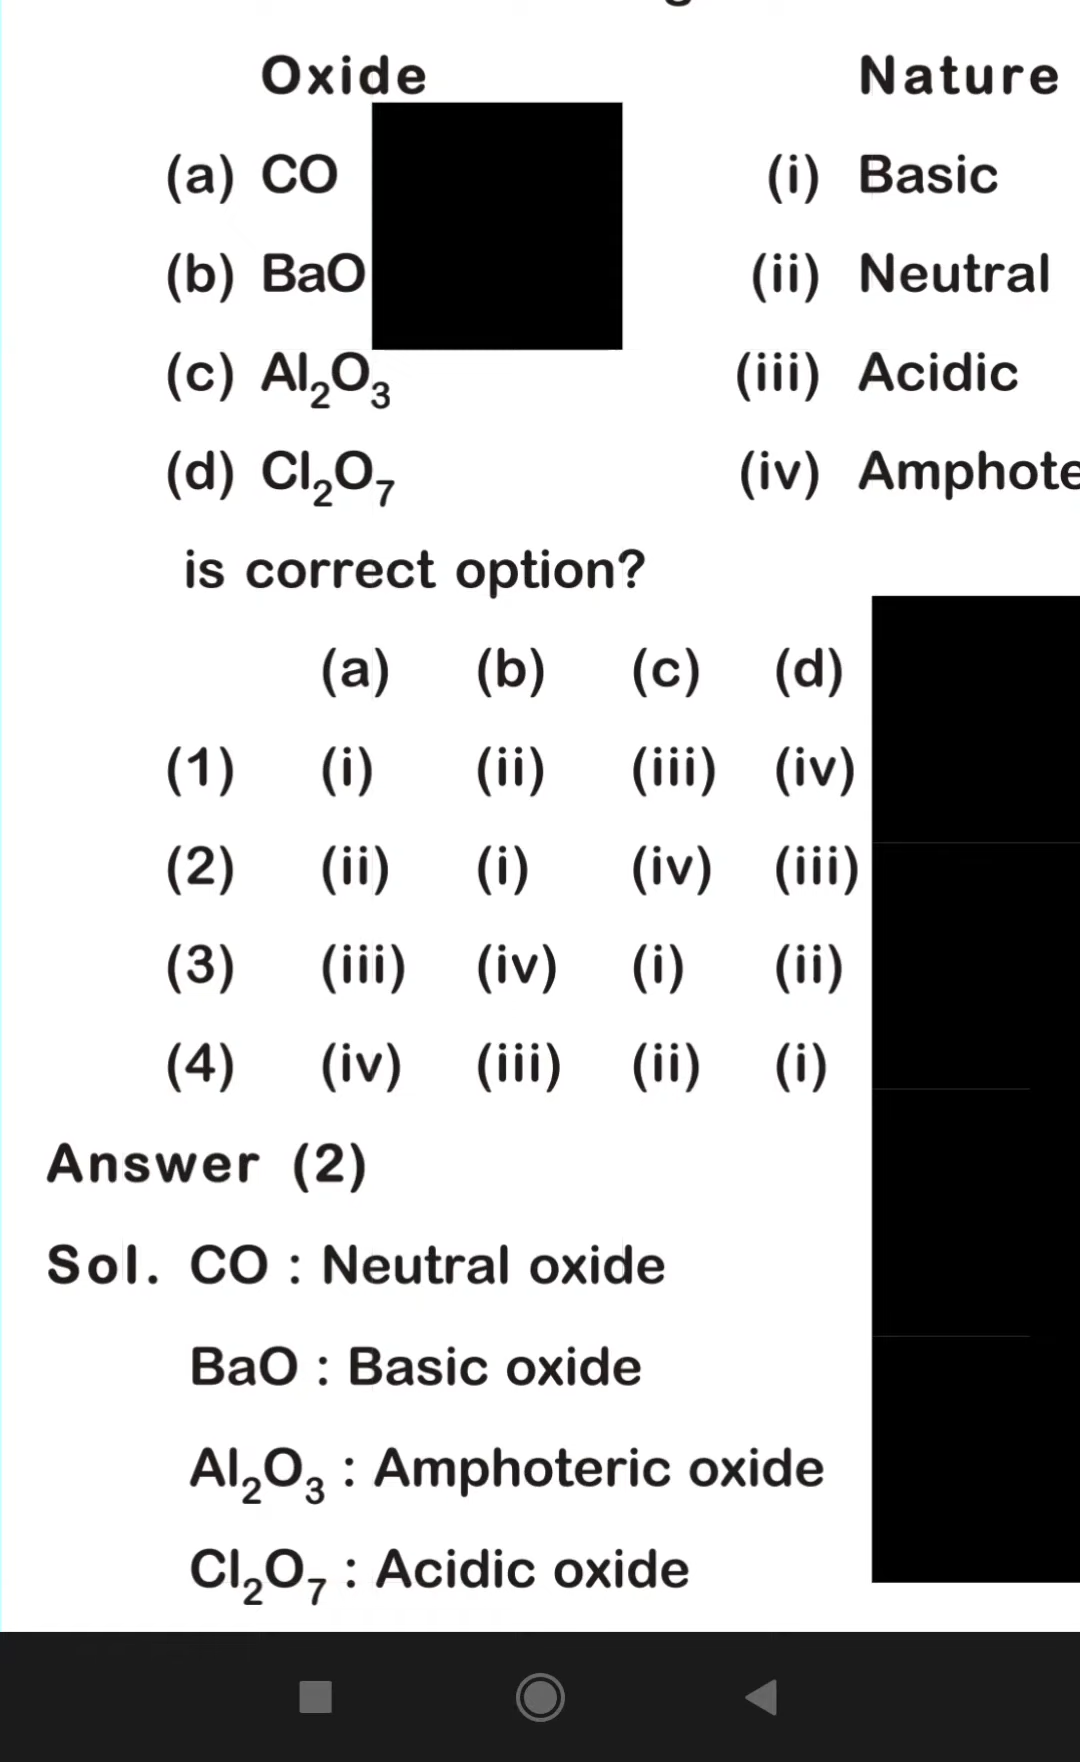 Oxide Nature
(a) CO (i) Basic
(b) BaO (ii) Neutral
(c) Al₂O₃ (iii) Acidic
(d) Cl₂O₇ (iv) Amphote
is correct option?
(a) (b) (c) (d)
(1) (i) (ii) (iii) (iv)
(2) (ii) (i) (iv) (iii)
(3) (iii) (iv) (i) (ii)
(4) (iv) (iii) (ii) (i)
Answer (2)
Sol. CO : Neutral oxide
BaO : Basic oxide
Al₂O₃ : Amphoteric oxide
Cl₂O₇ : Acidic oxide